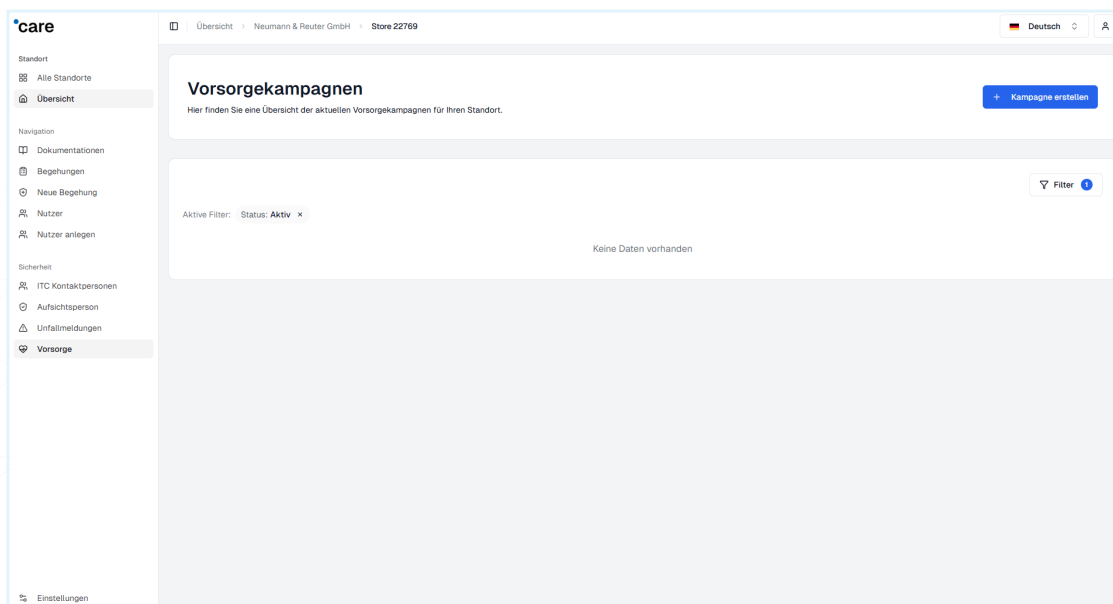 care
Übersicht
Neumann & Reuter GmbH
Store 22769
Deutsch
Standort
Alle Standorte
Übersicht
Navigation
Dokumentationen
Begehungen
Neue Begehung
Nutzer
Nutzer anlegen
Sicherheit
ITC Kontaktpersonen
Aufsichtsperson
Unfallmeldungen
Vorsorge
Einstellungen
Vorsorgekampagnen
Hier finden Sie eine Übersicht der aktuellen Vorsorgekampagnen für Ihren Standort.
+ Kampagne erstellen
Filter 1
Aktive Filter: Status: Aktiv ×
Keine Daten vorhanden